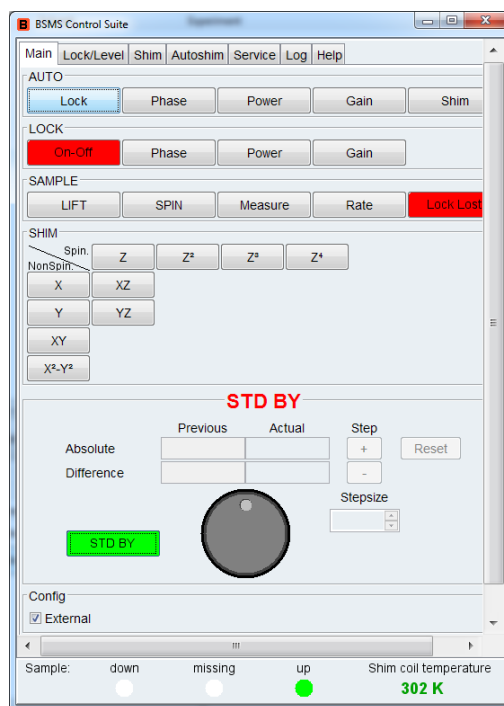 B BSMS Control Suite
Experiment
Main Lock/Level Shim Autoshim Service Log Help
AUTO
Lock Phase Power Gain Shim
LOCK
On-Off Phase Power Gain
SAMPLE
LIFT SPIN Measure Rate Lock Lost
SHIM
Spin. Z Z² Z³ Z⁴
NonSpin.
X XZ
Y YZ
XY
X²-Y²
STD BY
Previous Actual Step
Absolute + Reset
Difference -
Stepsize
STD BY
Config
External
Sample: down missing up Shim coil temperature
302 K